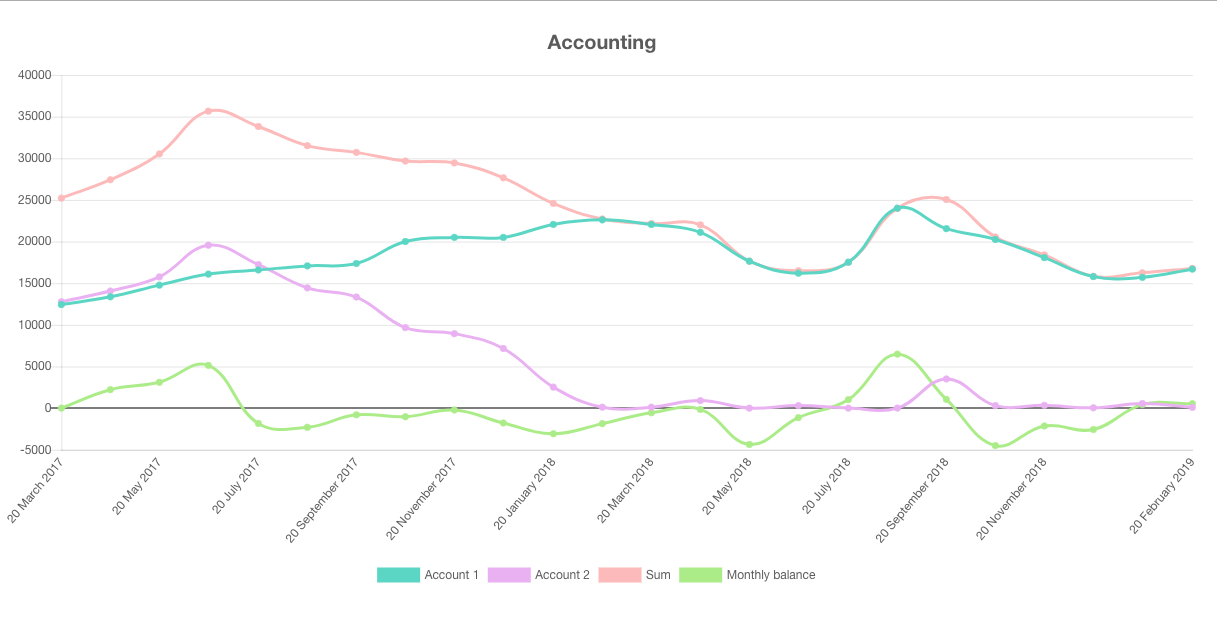 Accounting
40000
35000
30000
25000
20000
15000
10000
5000
0
-5000
20 March 2017
20 May 2017
20 July 2017
20 September 2017
20 November 2017
20 January 2018
20 March 2018
20 May 2018
20 July 2018
20 September 2018
20 November 2018
20 February 2019
Account 1 Account 2 Sum Monthly balance